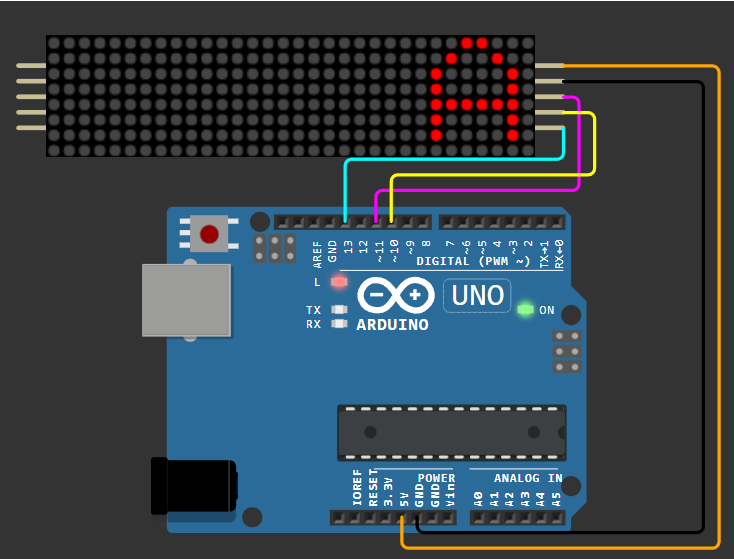 A
AREF
GND
13
12
~11
~10
~9
8
7
~6
~5
4
~3
2
TX→1
RX←0
DIGITAL (PWM ~)
L
TX
RX
UNO
ON
ARDUINO
POWER
ANALOG IN
IOREF
RESET
3.3V
5V
GND
GND
Vin
A0
A1
A2
A3
A4
A5